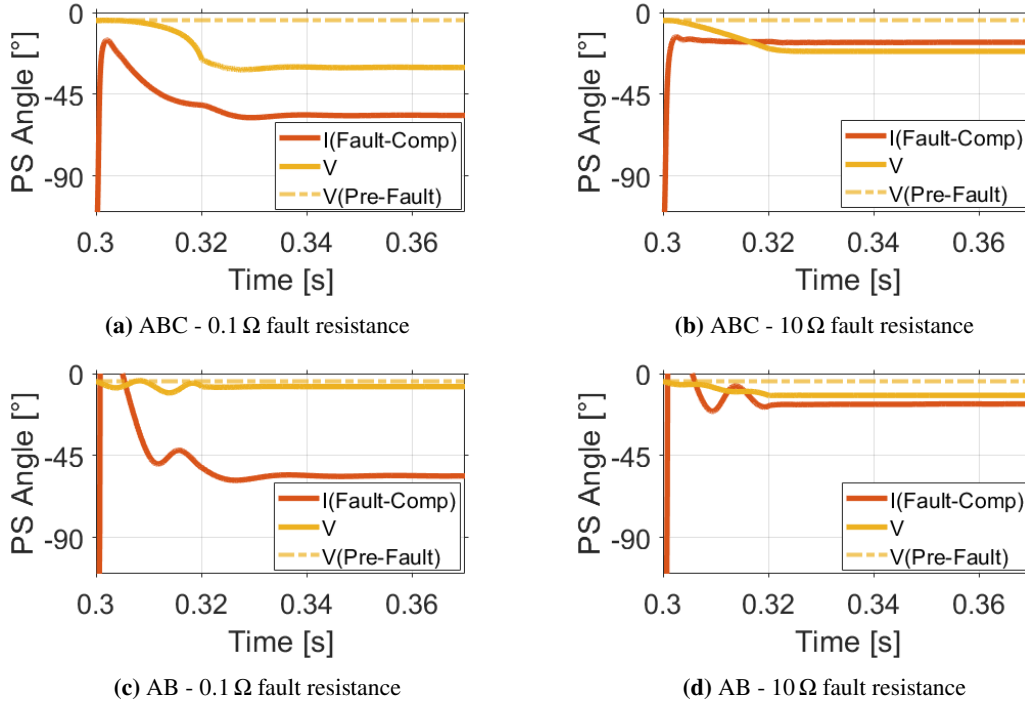 0
-45
-90
PS Angle [°]
I(Fault-Comp)
V
V(Pre-Fault)
0.3 0.32 0.34 0.36
Time [s]
(a) ABC - 0.1 Ω fault resistance
0
-45
-90
PS Angle [°]
I(Fault-Comp)
V
V(Pre-Fault)
0.3 0.32 0.34 0.36
Time [s]
(b) ABC - 10 Ω fault resistance
0
-45
-90
PS Angle [°]
I(Fault-Comp)
V
V(Pre-Fault)
0.3 0.32 0.34 0.36
Time [s]
(c) AB - 0.1 Ω fault resistance
0
-45
-90
PS Angle [°]
I(Fault-Comp)
V
V(Pre-Fault)
0.3 0.32 0.34 0.36
Time [s]
(d) AB - 10 Ω fault resistance